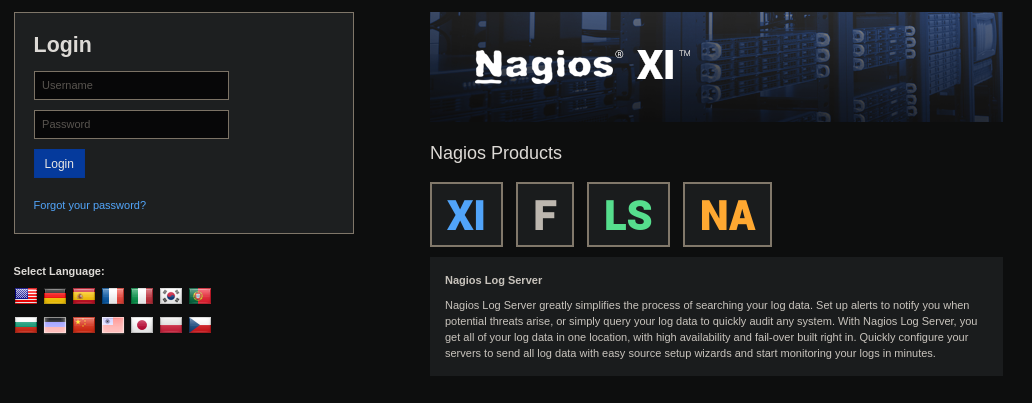 Login
Username
Password
Login
Forgot your password?
Select Language:
Nagios® XI™
Nagios Products
XI F LS NA
Nagios Log Server
Nagios Log Server greatly simplifies the process of searching your log data. Set up alerts to notify you when
potential threats arise, or simply query your log data to quickly audit any system. With Nagios Log Server, you
get all of your log data in one location, with high availability and fail-over built right in. Quickly configure your
servers to send all log data with easy source setup wizards and start monitoring your logs in minutes.